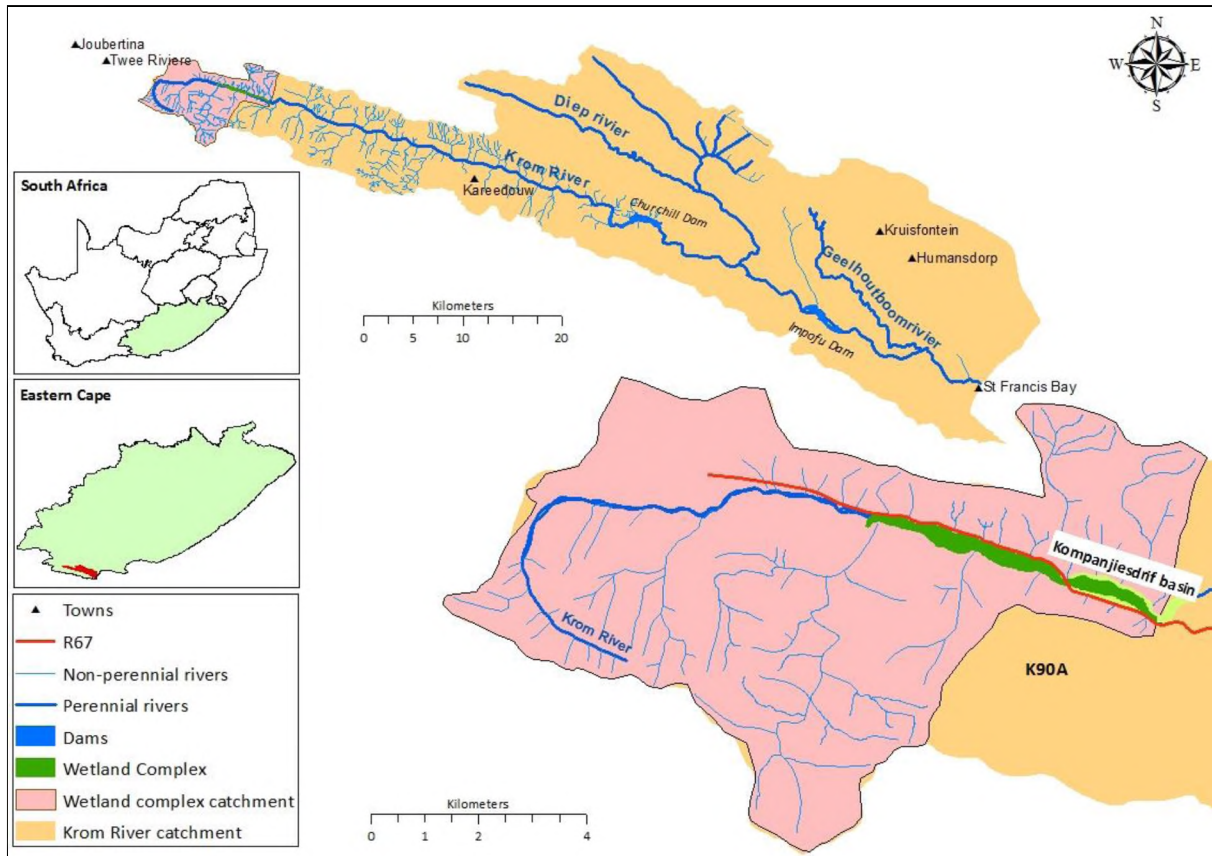 N
W E
S
Joubertina
Twee Riviere
Diep rivier
Krom River
Kareedouw
Churchill Dam
Kruisfontein
Humansdorp
Geelhoutboomrivier
Impofu Dam
St Francis Bay
Kilometers
0 5 10 20
South Africa
Eastern Cape
Towns
R67
Non-perennial rivers
Perennial rivers
Dams
Wetland Complex
Wetland complex catchment
Krom River catchment
Kompanjiesdrif basin
Krom River
K90A
Kilometers
0 1 2 4